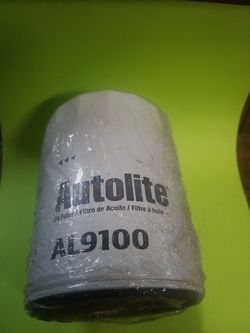 Autolite
Oil Filter / Filtro de Aceite / Filtre à huile
AL9100